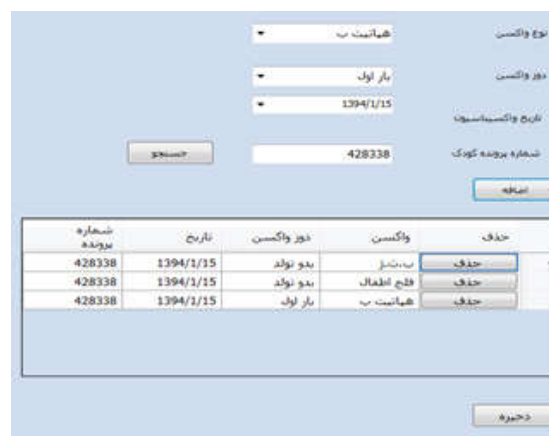 نوع واکسن هپاتیت ب
دوز واکسن بار اول
تاریخ واکسیناسیون 1394/1/15
شماره پرونده کودک 428338 جستجو
اضافه
حذف واکسن دوز واکسن تاریخ شماره پرونده
حذف ب.ث.ژ بدو تولد 1394/1/15 428338
حذف فلج اطفال بدو تولد 1394/1/15 428338
حذف هپاتیت ب بار اول 1394/1/15 428338
ذخیره